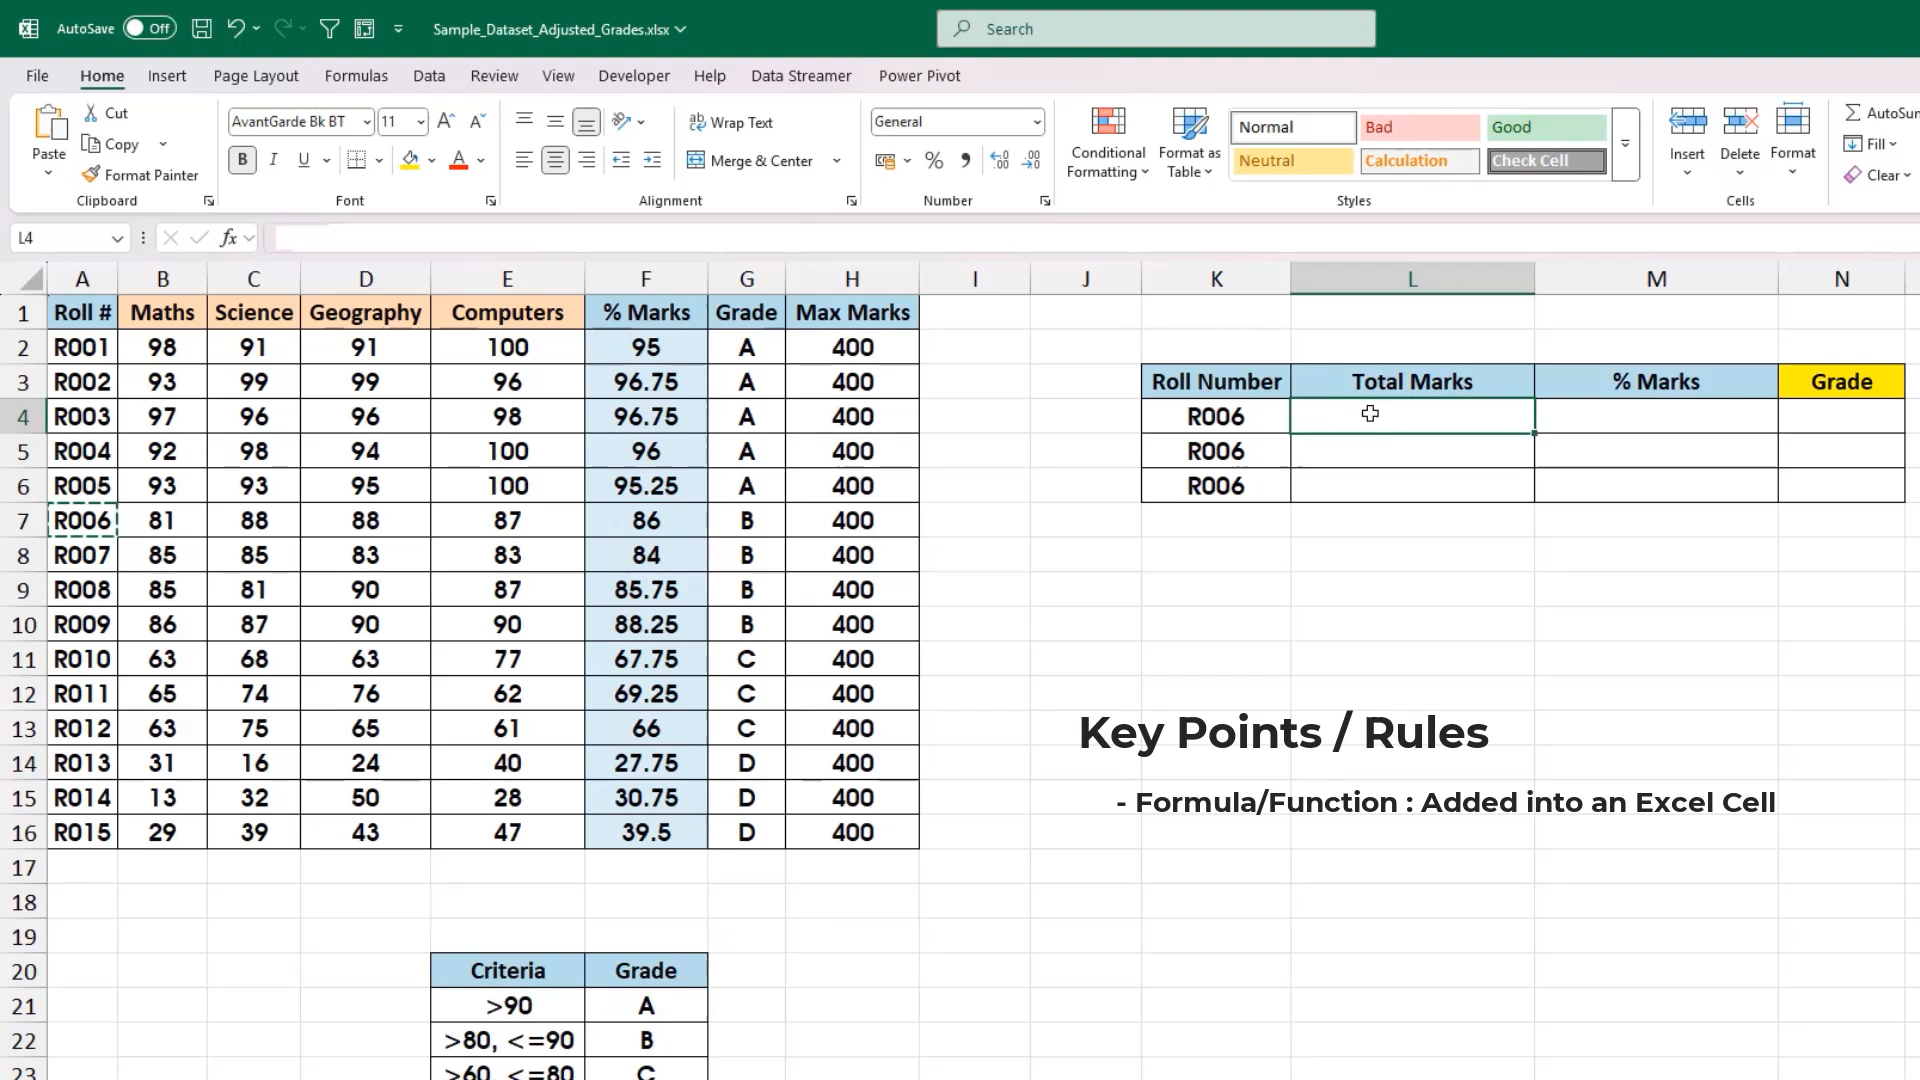 AutoSave Off Sample_Dataset_Adjusted_Grades.xlsx Search
File Home Insert Page Layout Formulas Data Review View Developer Help Data Streamer Power Pivot
Paste
Cut
Copy
Format Painter
Clipboard
AvantGarde Bk BT 11
B I U A
Font
Wrap Text
Merge & Center
Alignment
General
%
Number
Conditional Formatting
Format as Table
Normal Bad Good
Neutral Calculation Check Cell
Styles
Insert Delete Format
Cells
AutoSum
Fill
Clear
L4 fx
A B C D E F G H I J K L M N
1 Roll # Maths Science Geography Computers % Marks Grade Max Marks
2 R001 98 91 91 100 95 A 400
3 R002 93 99 99 96 96.75 A 400 Roll Number Total Marks % Marks Grade
4 R003 97 96 96 98 96.75 A 400 R006
5 R004 92 98 94 100 96 A 400 R006
6 R005 93 93 95 100 95.25 A 400 R006
7 R006 81 88 88 87 86 B 400
8 R007 85 85 83 83 84 B 400
9 R008 85 81 90 87 85.75 B 400
10 R009 86 87 90 90 88.25 B 400
11 R010 63 68 63 77 67.75 C 400
12 R011 65 74 76 62 69.25 C 400
13 R012 63 75 65 61 66 C 400
14 R013 31 16 24 40 27.75 D 400
15 R014 13 32 50 28 30.75 D 400
16 R015 29 39 43 47 39.5 D 400
Key Points / Rules
- Formula/Function : Added into an Excel Cell
17
18
19
20 Criteria Grade
21 >90 A
22 >80, <=90 B
23 >60, <=80 C